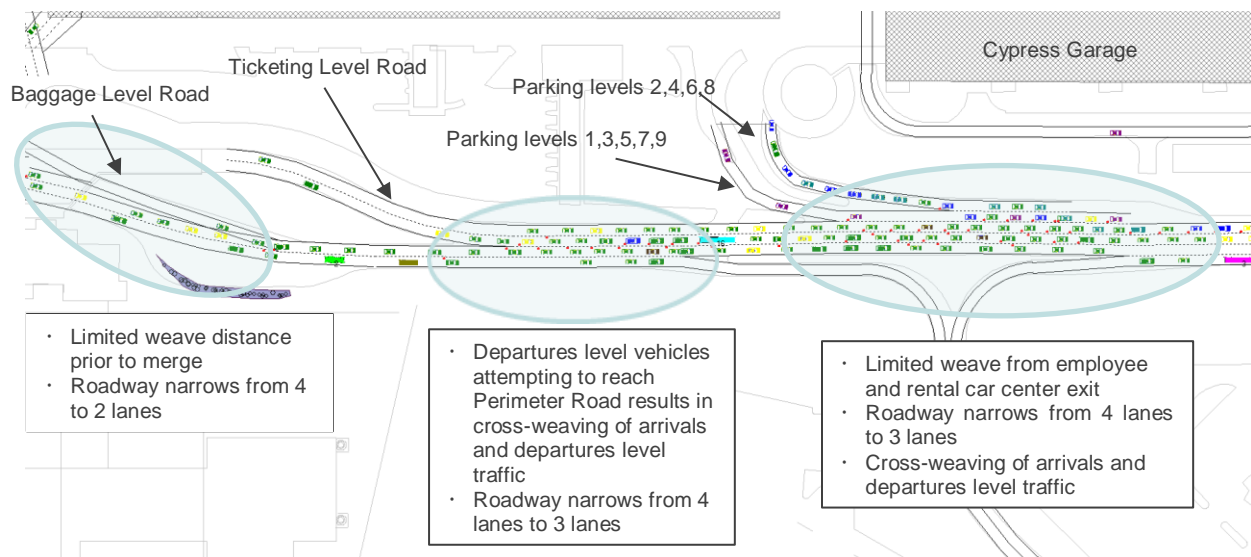 Cypress Garage
Ticketing Level Road
Baggage Level Road
Parking levels 2,4,6,8
Parking levels 1,3,5,7,9
· Limited weave distance
prior to merge
· Roadway narrows from 4
to 2 lanes
· Departures level vehicles
attempting to reach
Perimeter Road results in
cross-weaving of arrivals
and departures level
traffic
· Roadway narrows from 4
lanes to 3 lanes
· Limited weave from employee
and rental car center exit
· Roadway narrows from 4 lanes
to 3 lanes
· Cross-weaving of arrivals and
departures level traffic